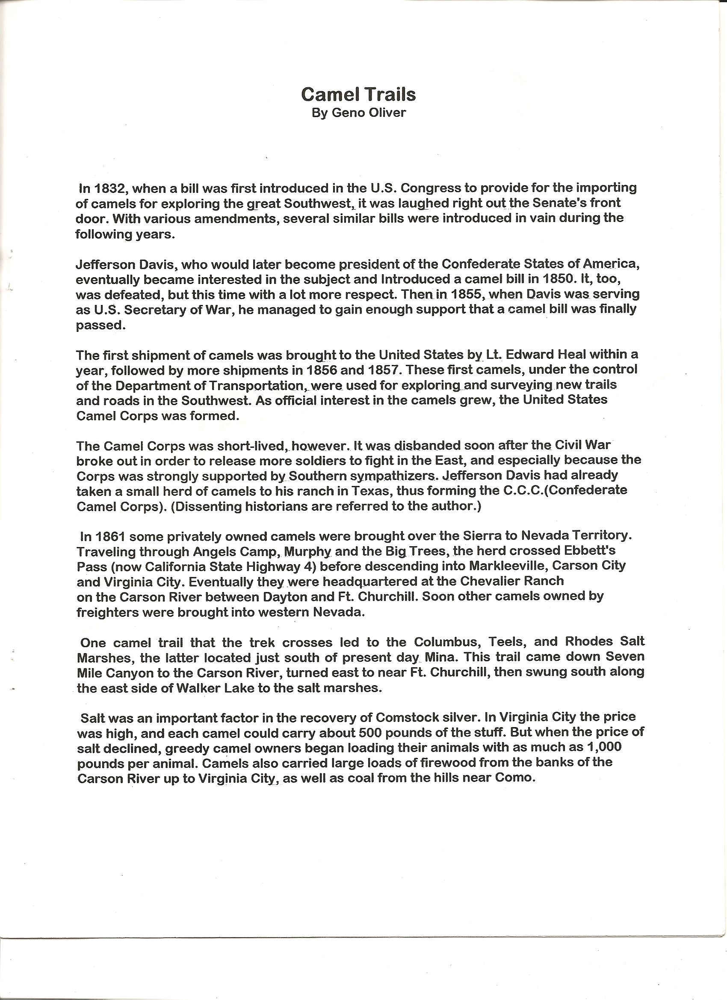 Camel Trails
By Geno Oliver
In 1832, when a bill was first introduced in the U.S. Congress to provide for the importing
of camels for exploring the great Southwest, it was laughed right out the Senate's front
door. With various amendments, several similar bills were introduced in vain during the
following years.
Jefferson Davis, who would later become president of the Confederate States of America,
eventually became interested in the subject and Introduced a camel bill in 1850. It, too,
was defeated, but this time with a lot more respect. Then in 1855, when Davis was serving
as U.S. Secretary of War, he managed to gain enough support that a camel bill was finally
passed.
The first shipment of camels was brought to the United States by Lt. Edward Heal within a
year, followed by more shipments in 1856 and 1857. These first camels, under the control
of the Department of Transportation, were used for exploring and surveying new trails
and roads in the Southwest. As official interest in the camels grew, the United States
Camel Corps was formed.
The Camel Corps was short-lived, however. It was disbanded soon after the Civil War
broke out in order to release more soldiers to fight in the East, and especially because the
Corps was strongly supported by Southern sympathizers. Jefferson Davis had already
taken a small herd of camels to his ranch in Texas, thus forming the C.C.C.(Confederate
Camel Corps). (Dissenting historians are referred to the author.)
In 1861 some privately owned camels were brought over the Sierra to Nevada Territory.
Traveling through Angels Camp, Murphy and the Big Trees, the herd crossed Ebbett's
Pass (now California State Highway 4) before descending into Markleeville, Carson City
and Virginia City. Eventually they were headquartered at the Chevalier Ranch
on the Carson River between Dayton and Ft. Churchill. Soon other camels owned by
freighters were brought into western Nevada.
One camel trail that the trek crosses led to the Columbus, Teels, and Rhodes Salt
Marshes, the latter located just south of present day Mina. This trail came down Seven
Mile Canyon to the Carson River, turned east to near Ft. Churchill, then swung south along
the east side of Walker Lake to the salt marshes.
Salt was an important factor in the recovery of Comstock silver. In Virginia City the price
was high, and each camel could carry about 500 pounds of the stuff. But when the price of
salt declined, greedy camel owners began loading their animals with as much as 1,000
pounds per animal. Camels also carried large loads of firewood from the banks of the
Carson River up to Virginia City, as well as coal from the hills near Como.